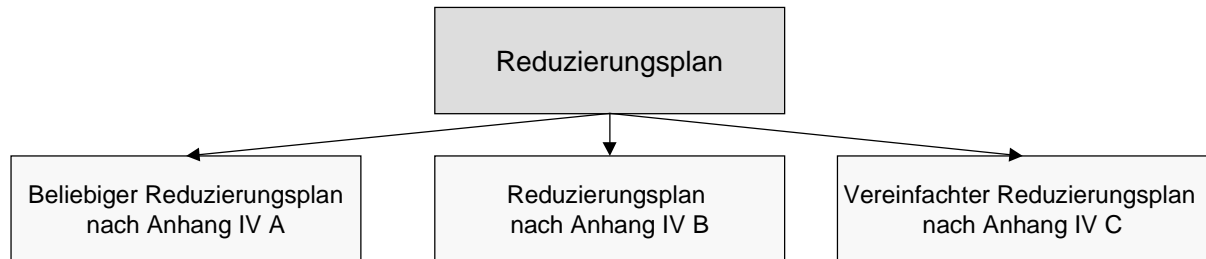 Reduzierungsplan
Beliebiger Reduzierungsplan
nach Anhang IV A
Reduzierungsplan
nach Anhang IV B
Vereinfachter Reduzierungsplan
nach Anhang IV C